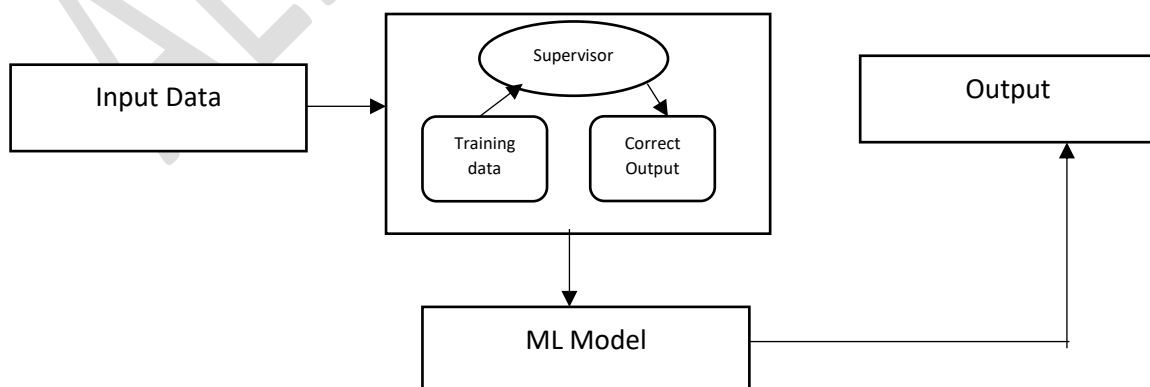 Supervisor
Input Data
Output
Training
data
Correct
Output
ML Model